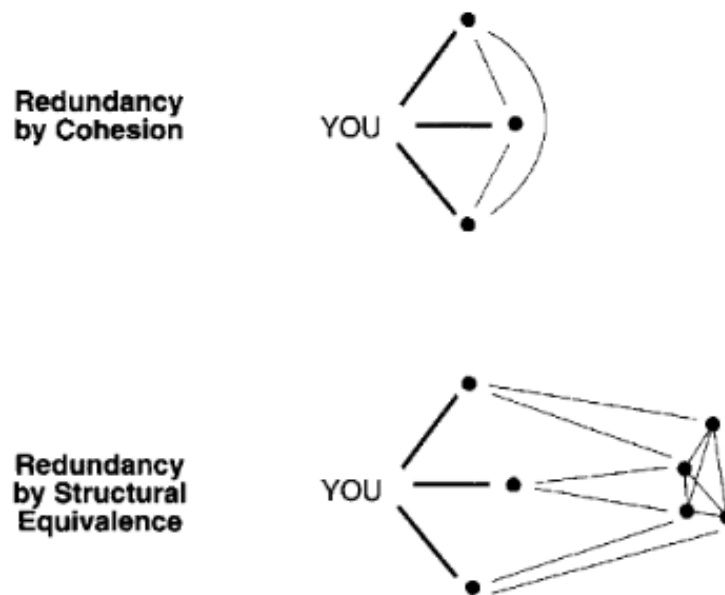 Redundancy
by Cohesion
YOU
Redundancy
by Structural
Equivalence
YOU